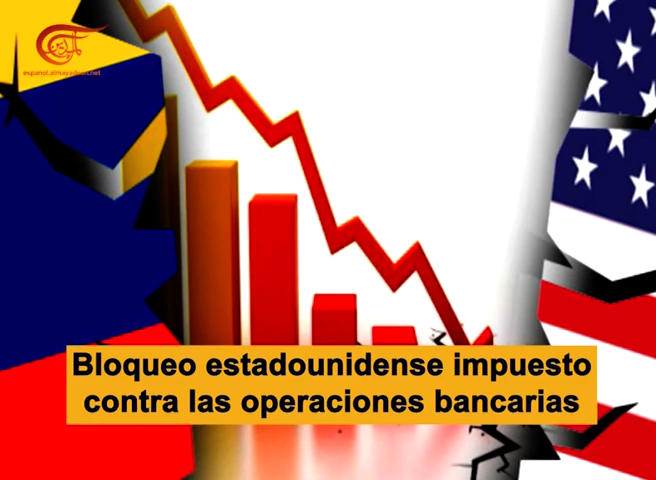 espanol.almayadeen.net
Bloqueo estadounidense impuesto
contra las operaciones bancarias